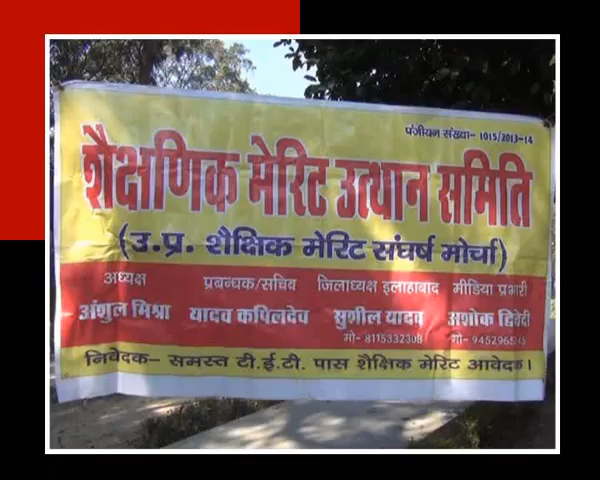 पंजीयन संख्या- 1015/2013-14
शैक्षणिक मेरिट उत्थान समिति
(उ.प्र. शैक्षिक मेरिट संघर्ष मोर्चा)
अध्यक्ष प्रबन्धक/सचिव जिलाध्यक्ष इलाहाबाद मीडिया प्रभारी
अंशुल मिश्रा यादव कपिलदेव सुशील यादव अशोक द्विवेदी
मो- 8115332308 मो-
निवेदक- समस्त टी.ई.टी. पास शैक्षिक मेरिट आवेदक।